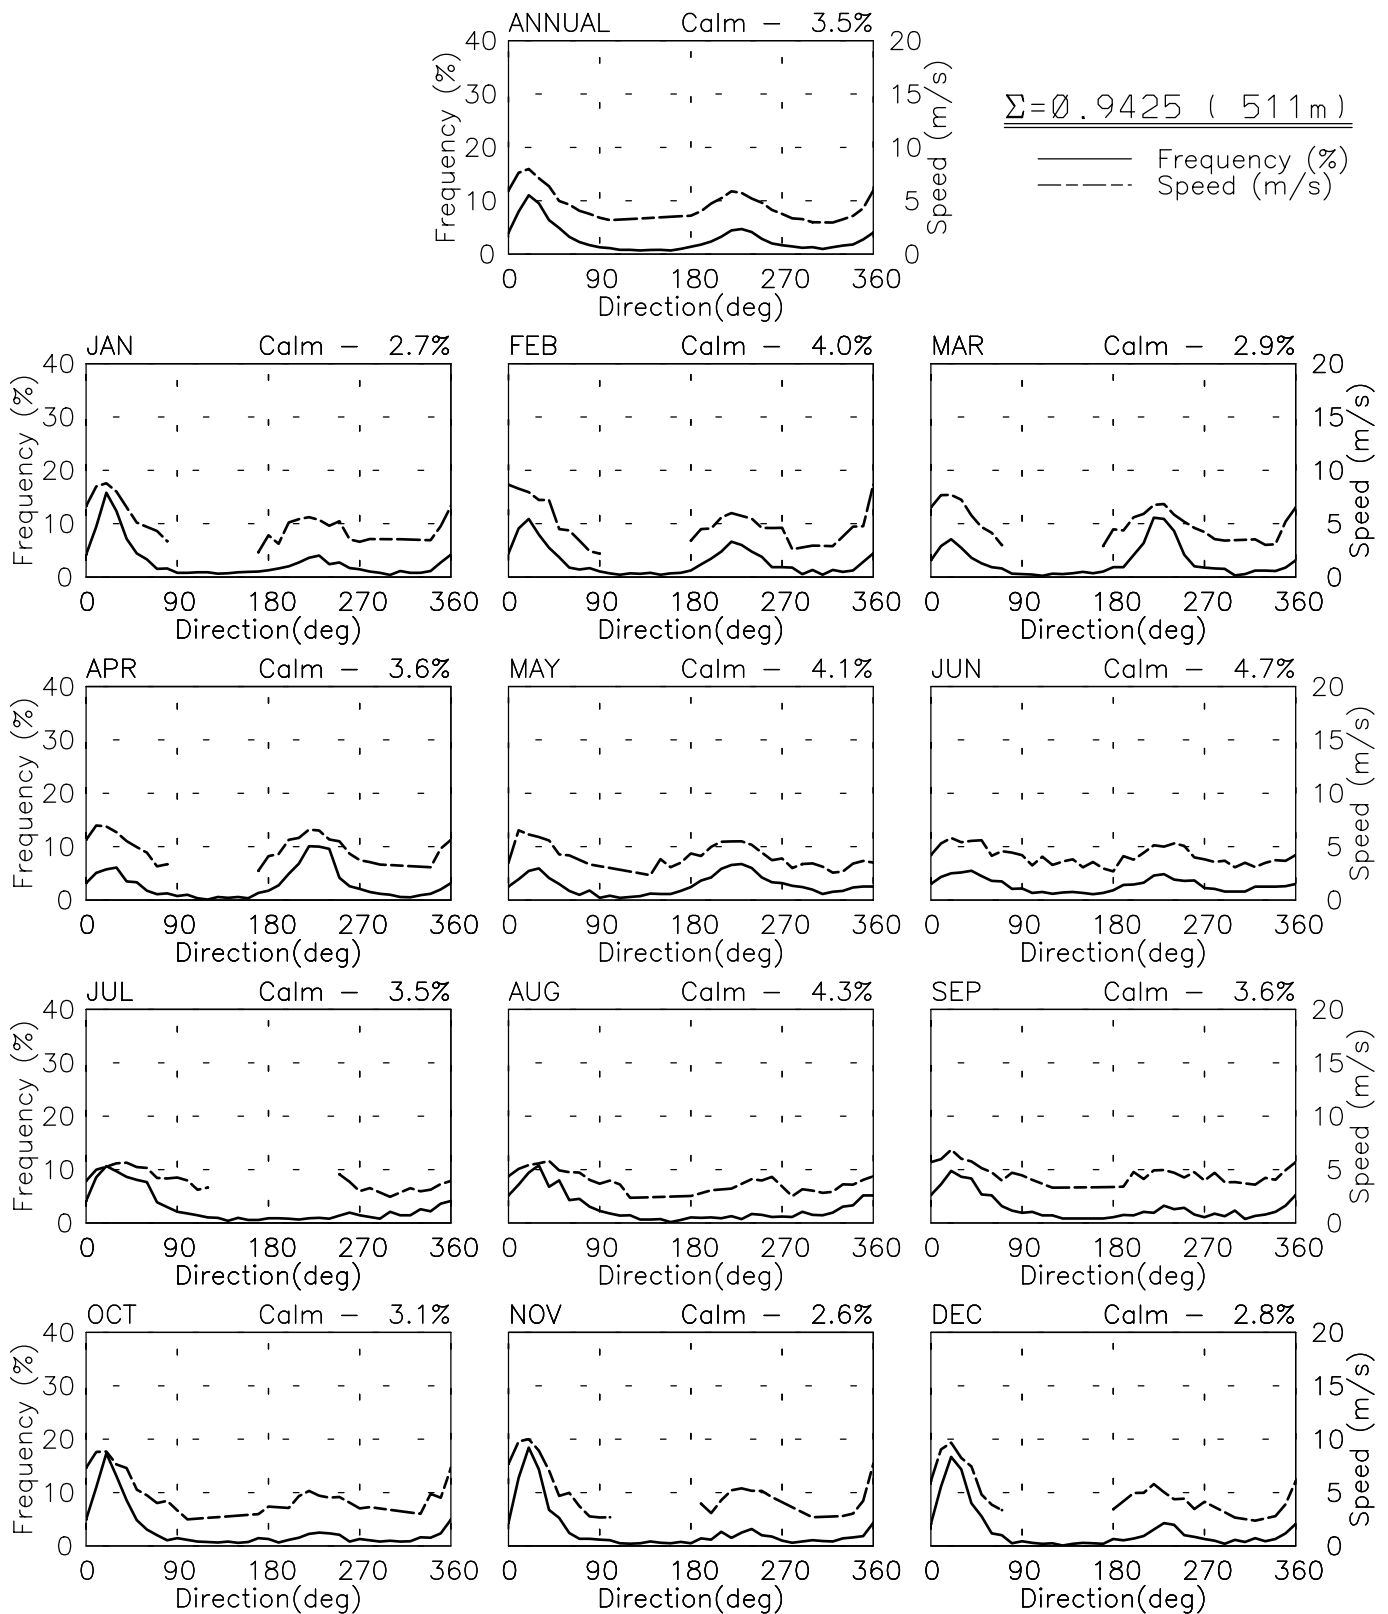 ANNUAL Calm - 3.5%
40 20
30 15
20 10
10 5
0 0
Frequency (%)
Speed (m/s)
0 90 180 270 360
Direction(deg)
Σ=0.9425 ( 511m)
Frequency (%)
Speed (m/s)
JAN Calm - 2.7% FEB Calm - 4.0% MAR Calm - 2.9%
40 20
30 15
20 10
10 5
0 0
Frequency (%)
Speed (m/s)
0 90 180 270 360 0 90 180 270 360 0 90 180 270 360
Direction(deg) Direction(deg) Direction(deg)
APR Calm - 3.6% MAY Calm - 4.1% JUN Calm - 4.7%
40 20
30 15
20 10
10 5
0 0
Frequency (%)
Speed (m/s)
0 90 180 270 360 0 90 180 270 360 0 90 180 270 360
Direction(deg) Direction(deg) Direction(deg)
JUL Calm - 3.5% AUG Calm - 4.3% SEP Calm - 3.6%
40 20
30 15
20 10
10 5
0 0
Frequency (%)
Speed (m/s)
0 90 180 270 360 0 90 180 270 360 0 90 180 270 360
Direction(deg) Direction(deg) Direction(deg)
OCT Calm - 3.1% NOV Calm - 2.6% DEC Calm - 2.8%
40 20
30 15
20 10
10 5
0 0
Frequency (%)
Speed (m/s)
0 90 180 270 360 0 90 180 270 360 0 90 180 270 360
Direction(deg) Direction(deg) Direction(deg)